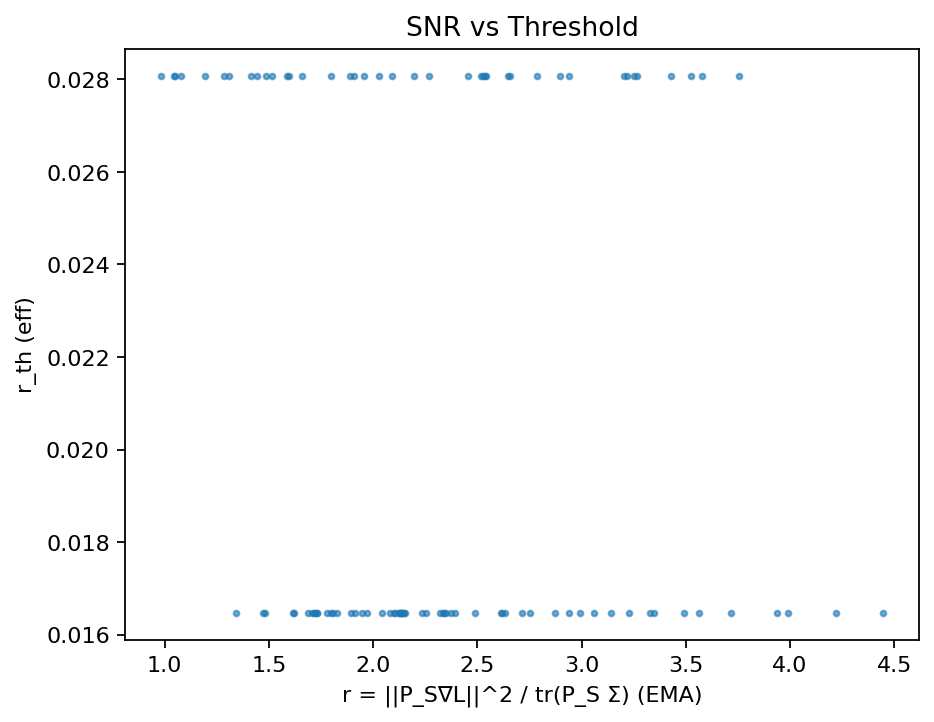 SNR vs Threshold
0.028
0.026
0.024
0.022
0.020
0.018
0.016
r_th (eff)
1.0 1.5 2.0 2.5 3.0 3.5 4.0 4.5
r = ||P_S∇L||^2 / tr(P_S Σ) (EMA)